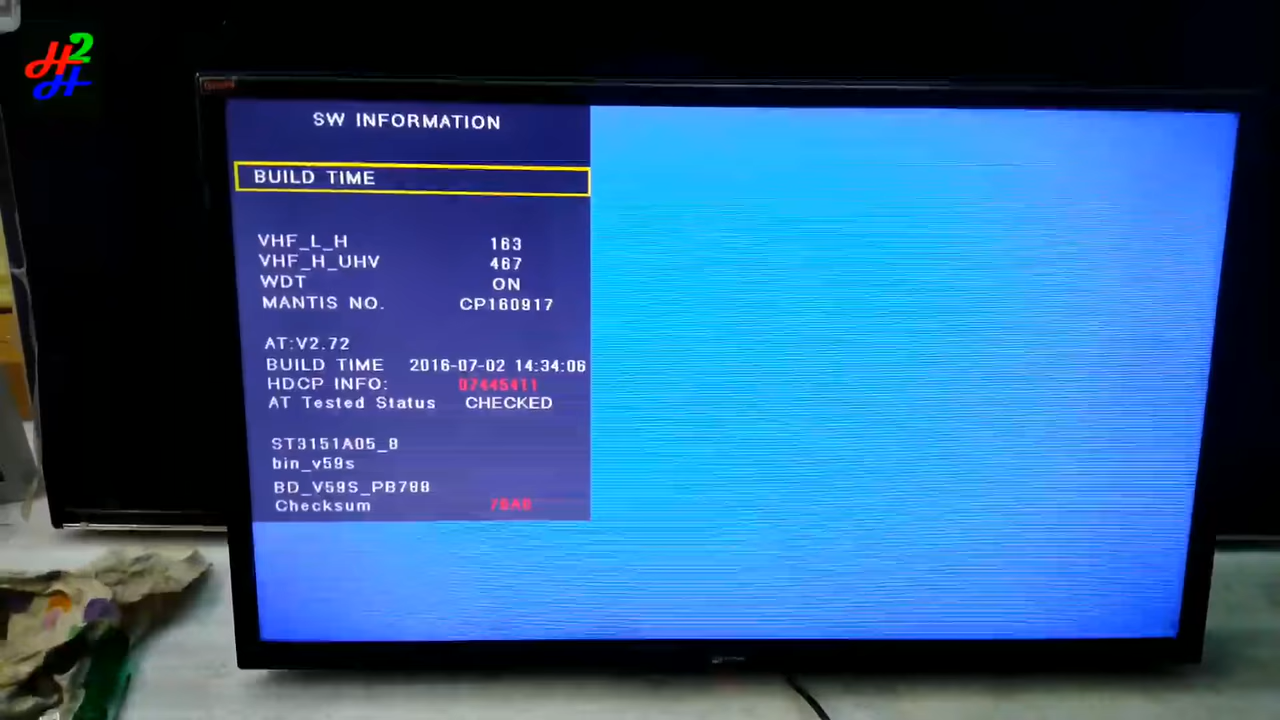 H2H
SW INFORMATION
BUILD TIME
VHF_L_H 163
VHF_H_UHV 467
WDT ON
MANTIS NO. CP160917
AT:V2.72
BUILD TIME 2016-07-02 14:34:06
HDCP INFO: 07445411
AT Tested Status CHECKED
ST3151A05_8
bin_v59s
BD_V59S_PB788
Checksum